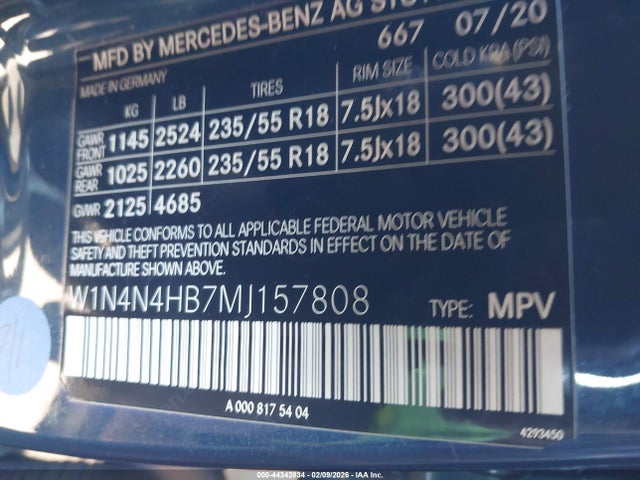 MFD BY MERCEDES-BENZ AG
667 07/20
MADE IN GERMANY
KG LB TIRES RIM SIZE COLD KPA (PSI)
GAWR FRONT 1145 2524 235/55 R18 7.5Jx18 300(43)
GAWR REAR 1025 2260 235/55 R18 7.5Jx18 300(43)
GVWR 2125 4685
THIS VEHICLE CONFORMS TO ALL APPLICABLE FEDERAL MOTOR VEHICLE
SAFETY AND THEFT PREVENTION STANDARDS IN EFFECT ON THE DATE OF
MANUFACTURE SHOWN ABOVE.
W1N4N4HB7MJ157808 TYPE: MPV
A 000 817 54 04
4293450
000-44342834 - 02/09/2026 - IAA Inc.